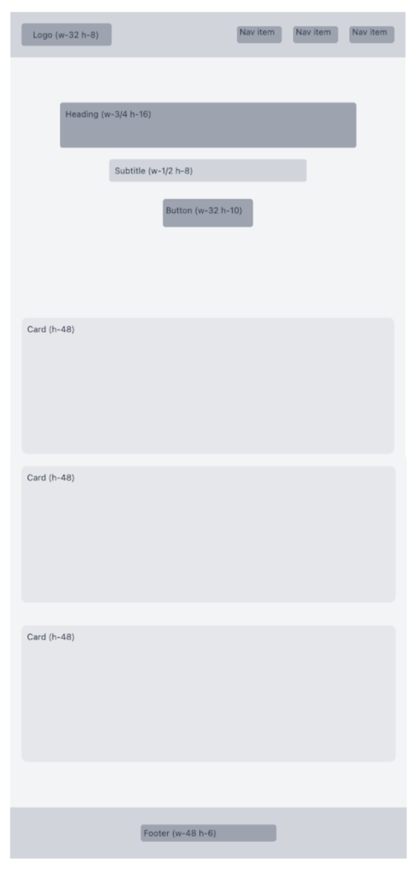 Logo (w-32 h-8)
Nav item
Nav item
Nav item
Heading (w-3/4 h-16)
Subtitle (w-1/2 h-8)
Button (w-32 h-10)
Card (h-48)
Card (h-48)
Card (h-48)
Footer (w-48 h-6)